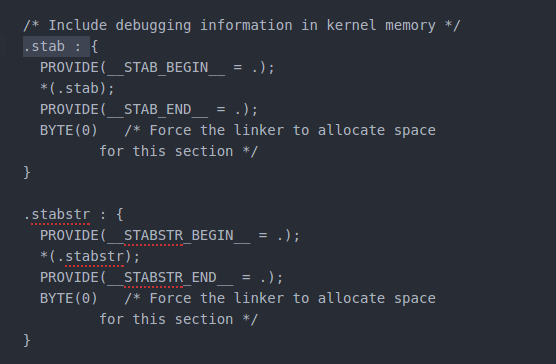 /* Include debugging information in kernel memory */
.stab : {
  PROVIDE(__STAB_BEGIN__ = .);
  *(.stab);
  PROVIDE(__STAB_END__ = .);
  BYTE(0)   /* Force the linker to allocate space
         for this section */
}

.stabstr : {
  PROVIDE(__STABSTR_BEGIN__ = .);
  *(.stabstr);
  PROVIDE(__STABSTR_END__ = .);
  BYTE(0)   /* Force the linker to allocate space
         for this section */
}